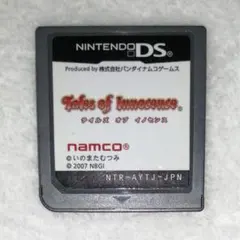 NINTENDO DS
Produced by 株式会社バンダイナムコゲームス
Tales of Innocence®
テイルズ オブ イノセンス
namco®
©いのまたむつみ
© 2007 NBGI
NTR-AYTJ-JPN